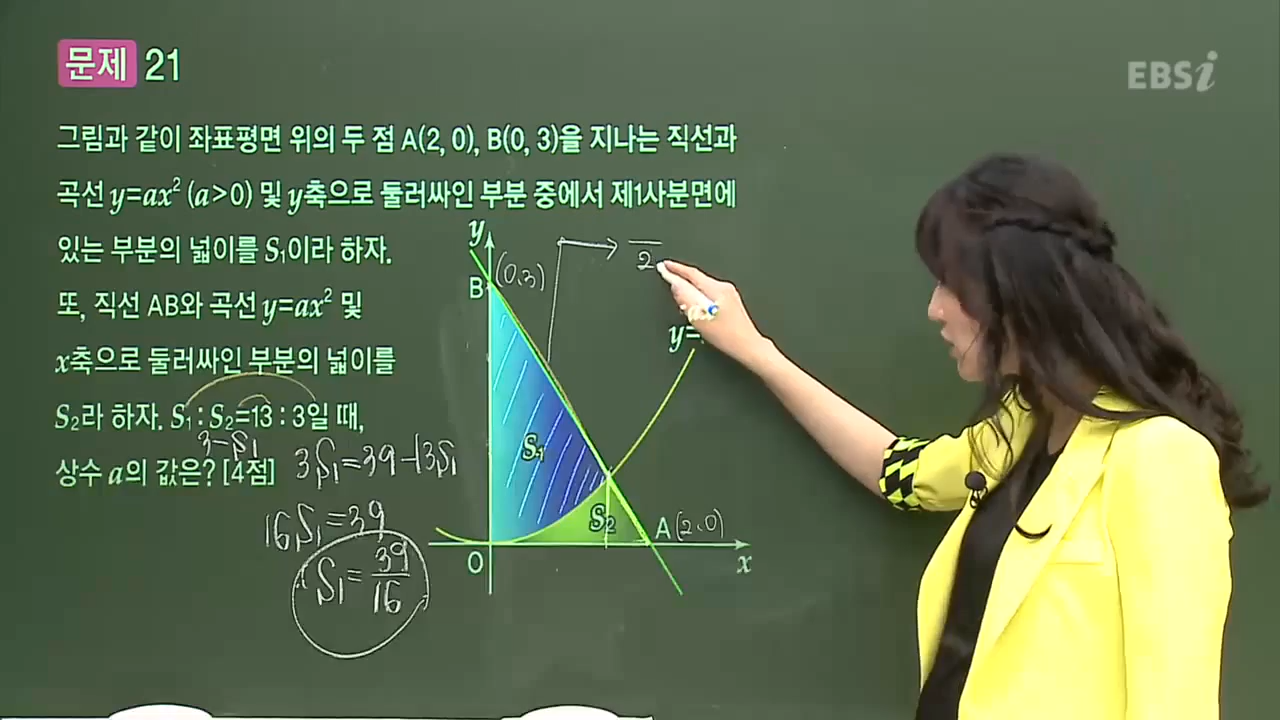 문제 21
EBSi
그림과 같이 좌표평면 위의 두 점 A(2, 0), B(0, 3)을 지나는 직선과
곡선 y=ax² (a>0) 및 y축으로 둘러싸인 부분 중에서 제1사분면에
있는 부분의 넓이를 S₁이라 하자.
또, 직선 AB와 곡선 y=ax² 및
x축으로 둘러싸인 부분의 넓이를
S₂라 하자. S₁ : S₂=13 : 3일 때,
3-S₁
상수 a의 값은? [4점]
3S₁=39-13S₁
16S₁=39
S₁=39/16
y
B
(0,3)
2
y=
S₁
S₂
A
(2,0)
O
x